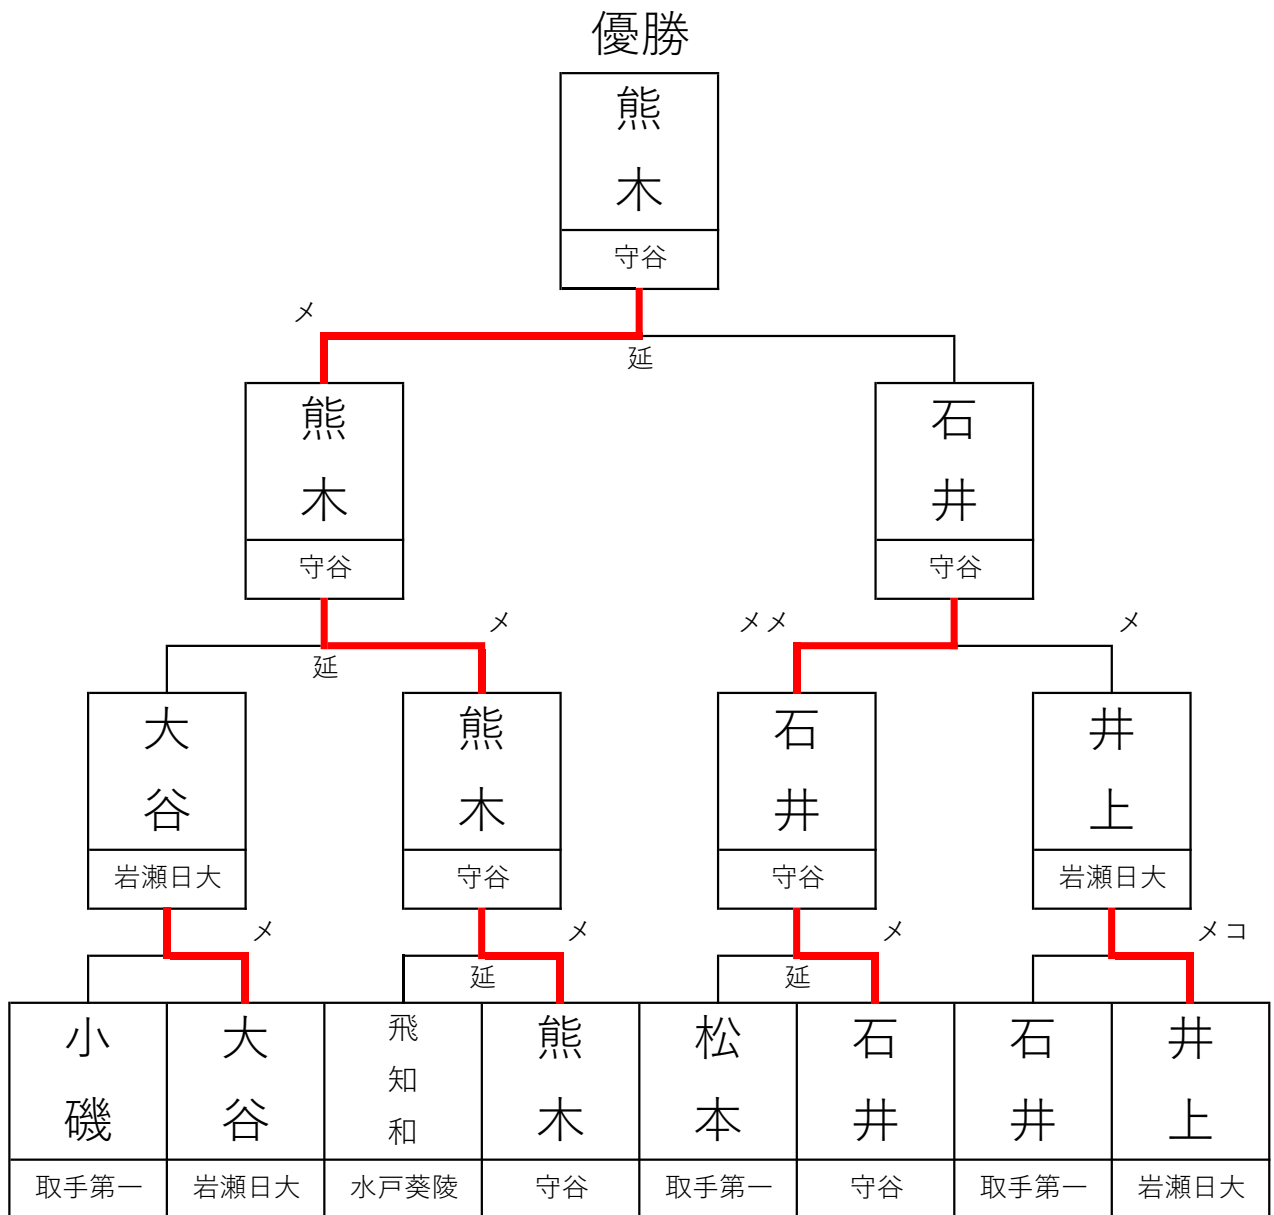 優勝
熊木
守谷
メ
延
熊木
石井
守谷
守谷
メ
メメ
メ
延
大谷
熊木
石井
井上
岩瀬日大
守谷
守谷
岩瀬日大
メ
メ
メ
メコ
延
延
小磯
大谷
飛知和
熊木
松本
石井
石井
井上
取手第一
岩瀬日大
水戸葵陵
守谷
取手第一
守谷
取手第一
岩瀬日大